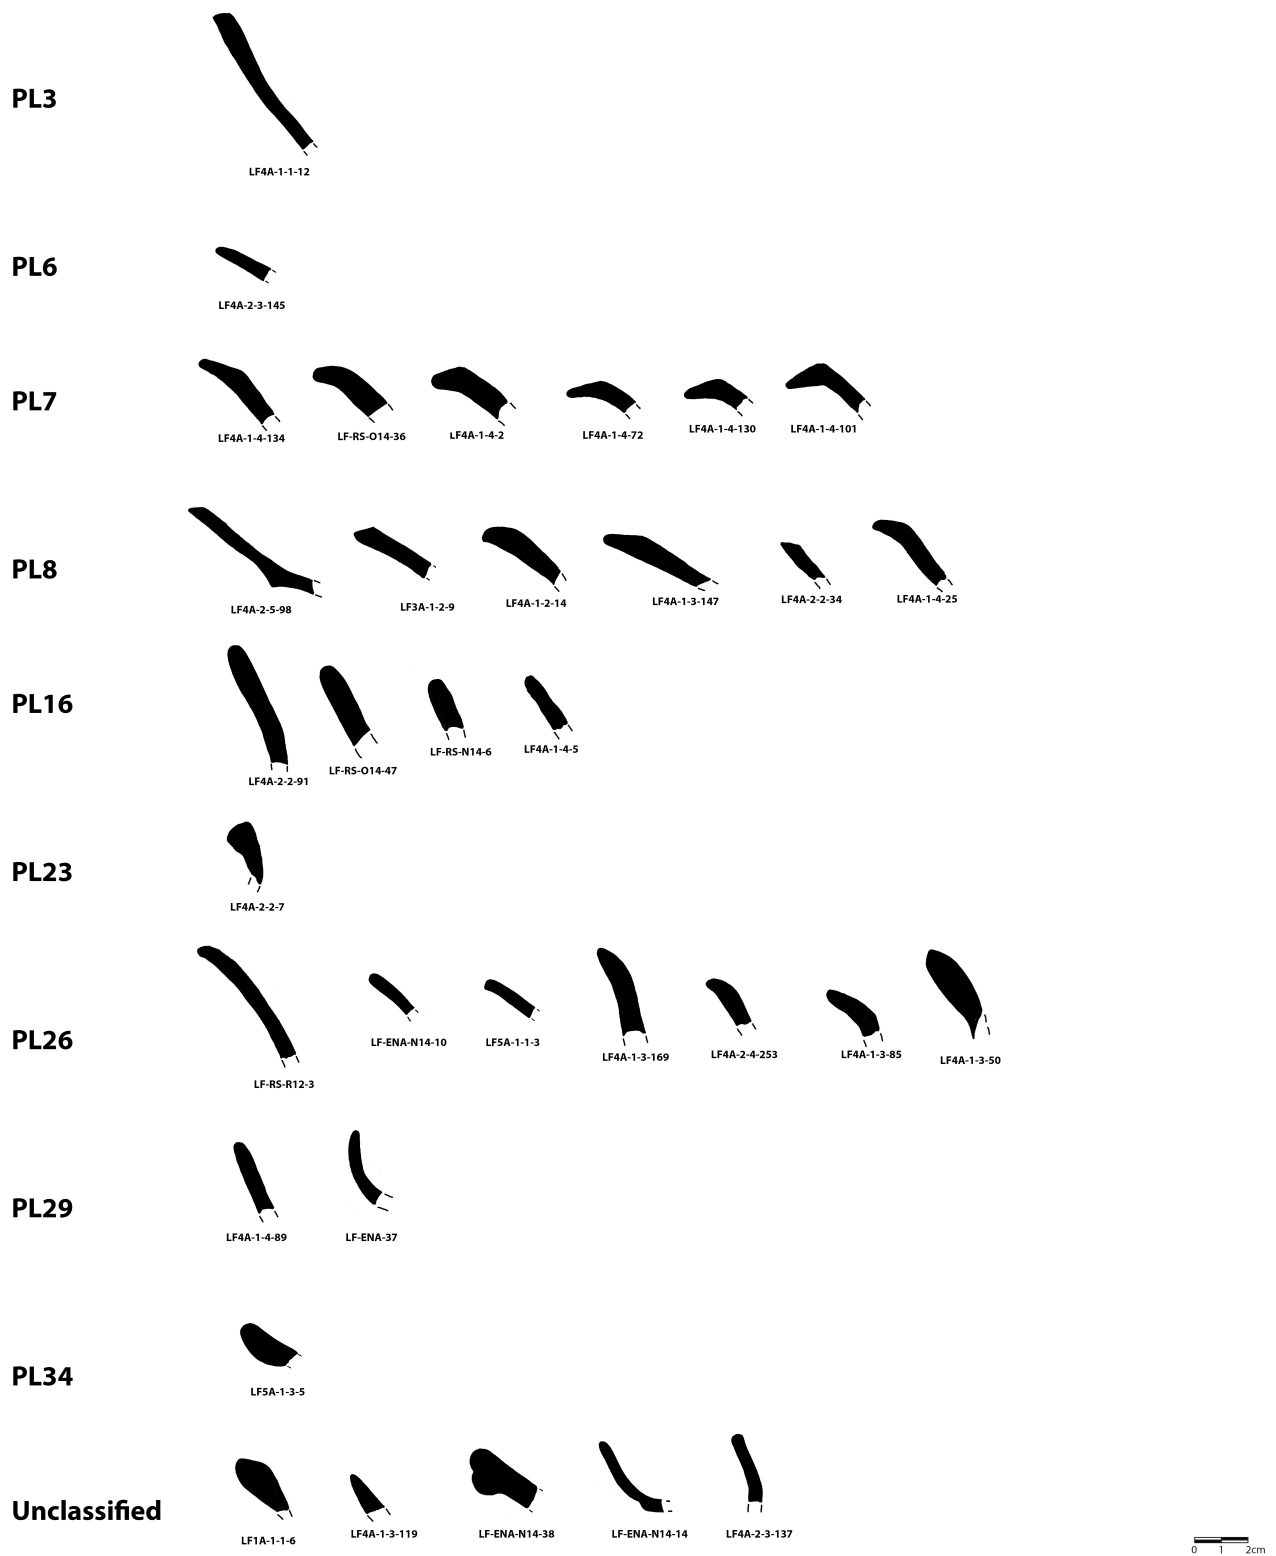 PL3
LF4A-1-1-12
PL6
LF4A-2-3-145
PL7
LF4A-1-4-134 LF-RS-O14-36 LF4A-1-4-2 LF4A-1-4-72 LF4A-1-4-130 LF4A-1-4-101
PL8
LF4A-2-5-98 LF3A-1-2-9 LF4A-1-2-14 LF4A-1-3-147 LF4A-2-2-34 LF4A-1-4-25
PL16
LF4A-2-2-91 LF-RS-O14-47 LF-RS-N14-6 LF4A-1-4-5
PL23
LF4A-2-2-7
PL26
LF-RS-R12-3 LF-ENA-N14-10 LF5A-1-1-3 LF4A-1-3-169 LF4A-2-4-253 LF4A-1-3-85 LF4A-1-3-50
PL29
LF4A-1-4-89 LF-ENA-37
PL34
LF5A-1-3-5
Unclassified
LF1A-1-1-6 LF4A-1-3-119 LF-ENA-N14-38 LF-ENA-N14-14 LF4A-2-3-137
0 1 2cm